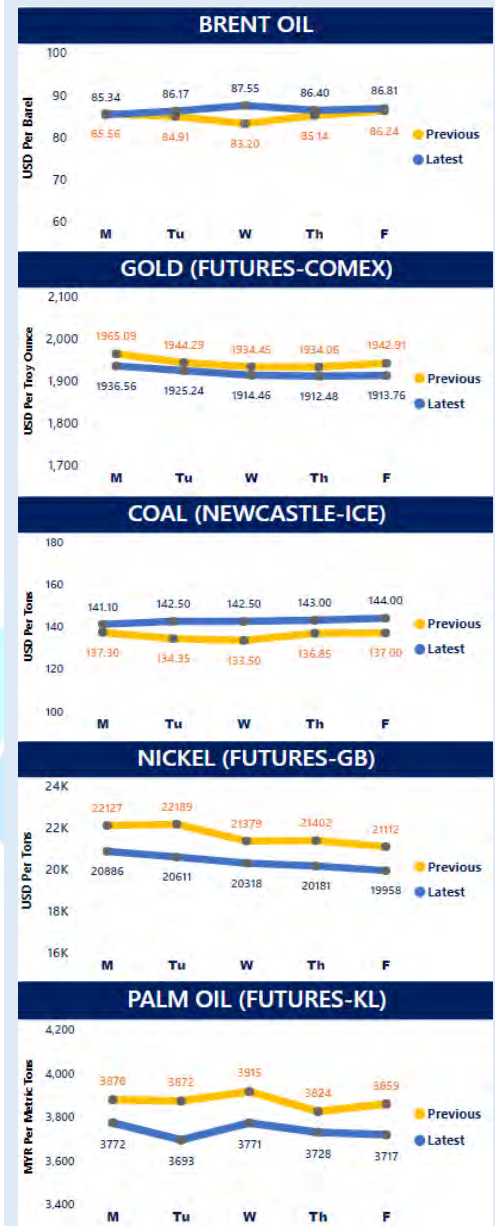 BRENT OIL
USD Per Barel
100
90
80
70
60
85.34 86.17 87.55 86.40 86.81
85.56 84.91 83.20 85.14 86.24
M Tu W Th F
Previous
Latest
GOLD (FUTURES-COMEX)
USD Per Troy Ounce
2,100
2,000
1,900
1,800
1,700
1965.09 1944.29 1934.45 1934.06 1942.91
1936.56 1925.24 1914.46 1912.48 1913.76
M Tu W Th F
Previous
Latest
COAL (NEWCASTLE-ICE)
USD Per Tons
180
160
140
120
100
141.10 142.50 142.50 143.00 144.00
137.30 134.35 133.50 136.85 137.00
M Tu W Th F
Previous
Latest
NICKEL (FUTURES-GB)
USD Per Tons
24K
22K
20K
18K
16K
22127 22189 21379 21402 21112
20886 20611 20318 20181 19958
M Tu W Th F
Previous
Latest
PALM OIL (FUTURES-KL)
MYR Per Metric Tons
4,200
4,000
3,800
3,600
3,400
3878 3872 3915 3824 3859
3772 3693 3771 3728 3717
M Tu W Th F
Previous
Latest